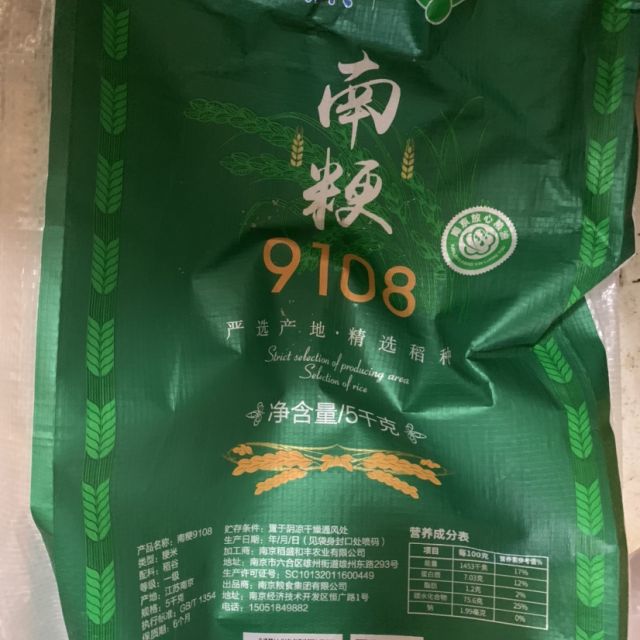 南
粳
9108
严选产地·精选稻种
Strict selection of producing area
Selection of rice
净含量/5千克
产品名称：南粳9108
类型：粳米
配料：稻谷
等级：一级
产地：江苏南京
规格：5千克
执行标准：GB/T 1354
保质期：6个月
贮存条件：置于阴凉干燥通风处
生产日期：年/月/日（见袋身封口处喷码）
加工商：南京稻盛和丰农业有限公司
地址：南京市六合区雄州街道雄州东路293号
生产许可证号：SC10132011600449
出品商：南京粮食集团有限公司
地址：南京经济技术开发区恒广路1号
电话：15051849882
营养成分表
项目 每100克 营养素参考值%
能量 1453千焦 17%
蛋白质 7.03克 12%
脂肪 1.2克 2%
碳水化合物 75.6克 25%
钠 1.95毫克 0%